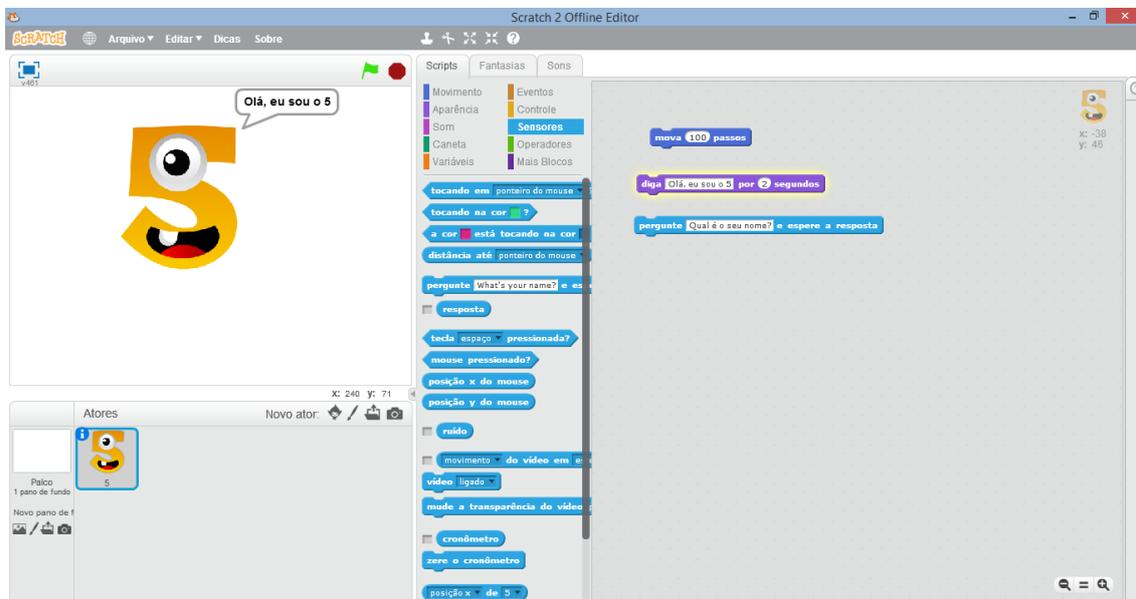 Scratch 2 Offline Editor
SCRATCH Arquivo Editar Dicas Sobre
v461
Olá, eu sou o 5
x: 240 y: 71
Atores Novo ator:
Palco
1 pano de fundo
Novo pano de f
5
Scripts Fantasias Sons
Movimento Eventos
Aparência Controle
Som Sensores
Caneta Operadores
Variáveis Mais Blocos
tocando em ponteiro do mouse ?
tocando na cor ?
a cor está tocando na cor
distância até ponteiro do mouse
pergunte What's your name? e es
resposta
tecla espaço pressionada?
mouse pressionado?
posição x do mouse
posição y do mouse
ruído
movimento do vídeo em es
vídeo ligado
mude a transparência do vídeo p
cronômetro
zere o cronômetro
posição x de 5
mova 100 passos
diga Olá, eu sou o 5 por 2 segundos
pergunte Qual é o seu nome? e espere a resposta
x: -38
y: 46